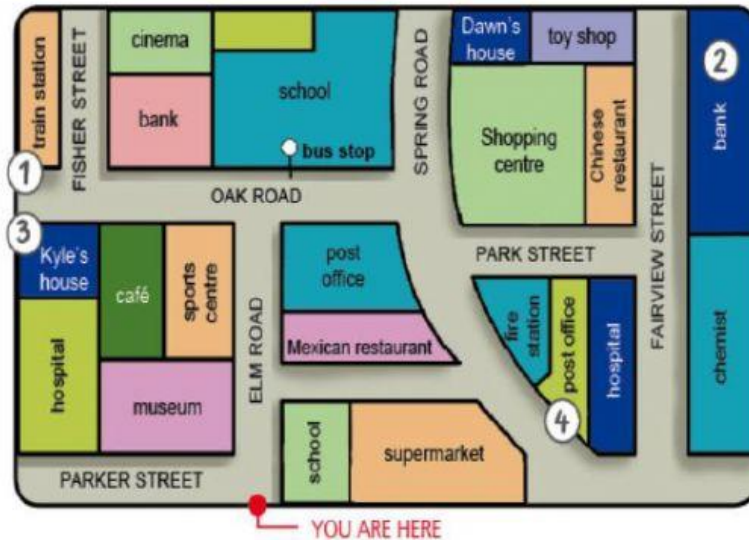 train station
FISHER STREET
cinema
bank
school
bus stop
SPRING ROAD
Dawn's
house
toy shop
Shopping
centre
Chinese
restaurant
FAIRVIEW STREET
2
bank
1
OAK ROAD
3
Kyle's
house
café
sports
centre
hospital
museum
ELM ROAD
post
office
Mexican restaurant
PARK STREET
fire
station
post office
hospital
chemist
4
school
supermarket
PARKER STREET
YOU ARE HERE